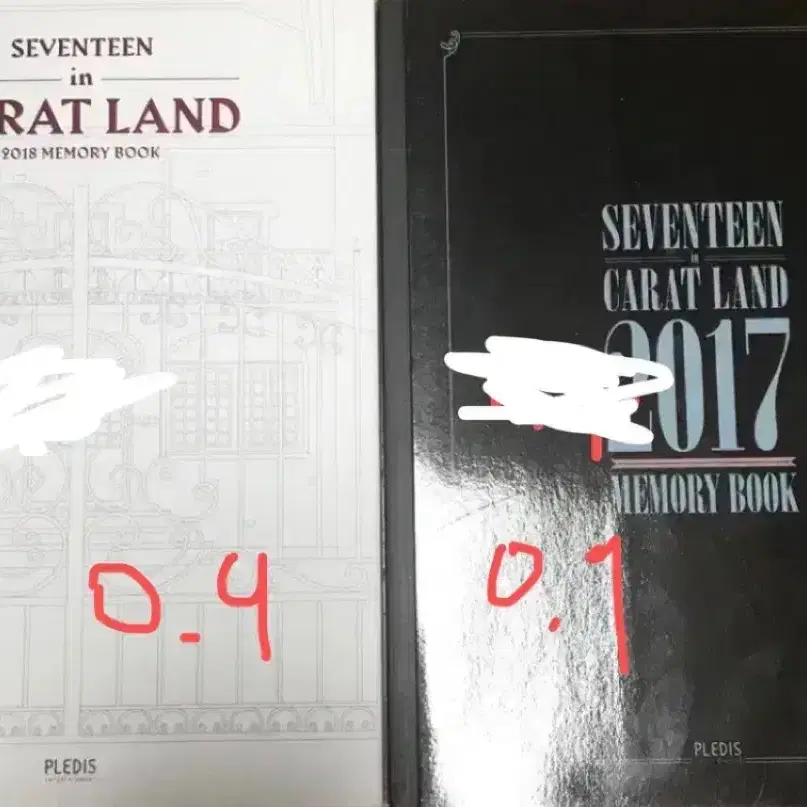 SEVENTEEN
in
RAT LAND
2018 MEMORY BOOK
0.4
PLEDIS
SEVENTEEN
in
CARAT LAND
2017
MEMORY BOOK
0.1
PLEDIS